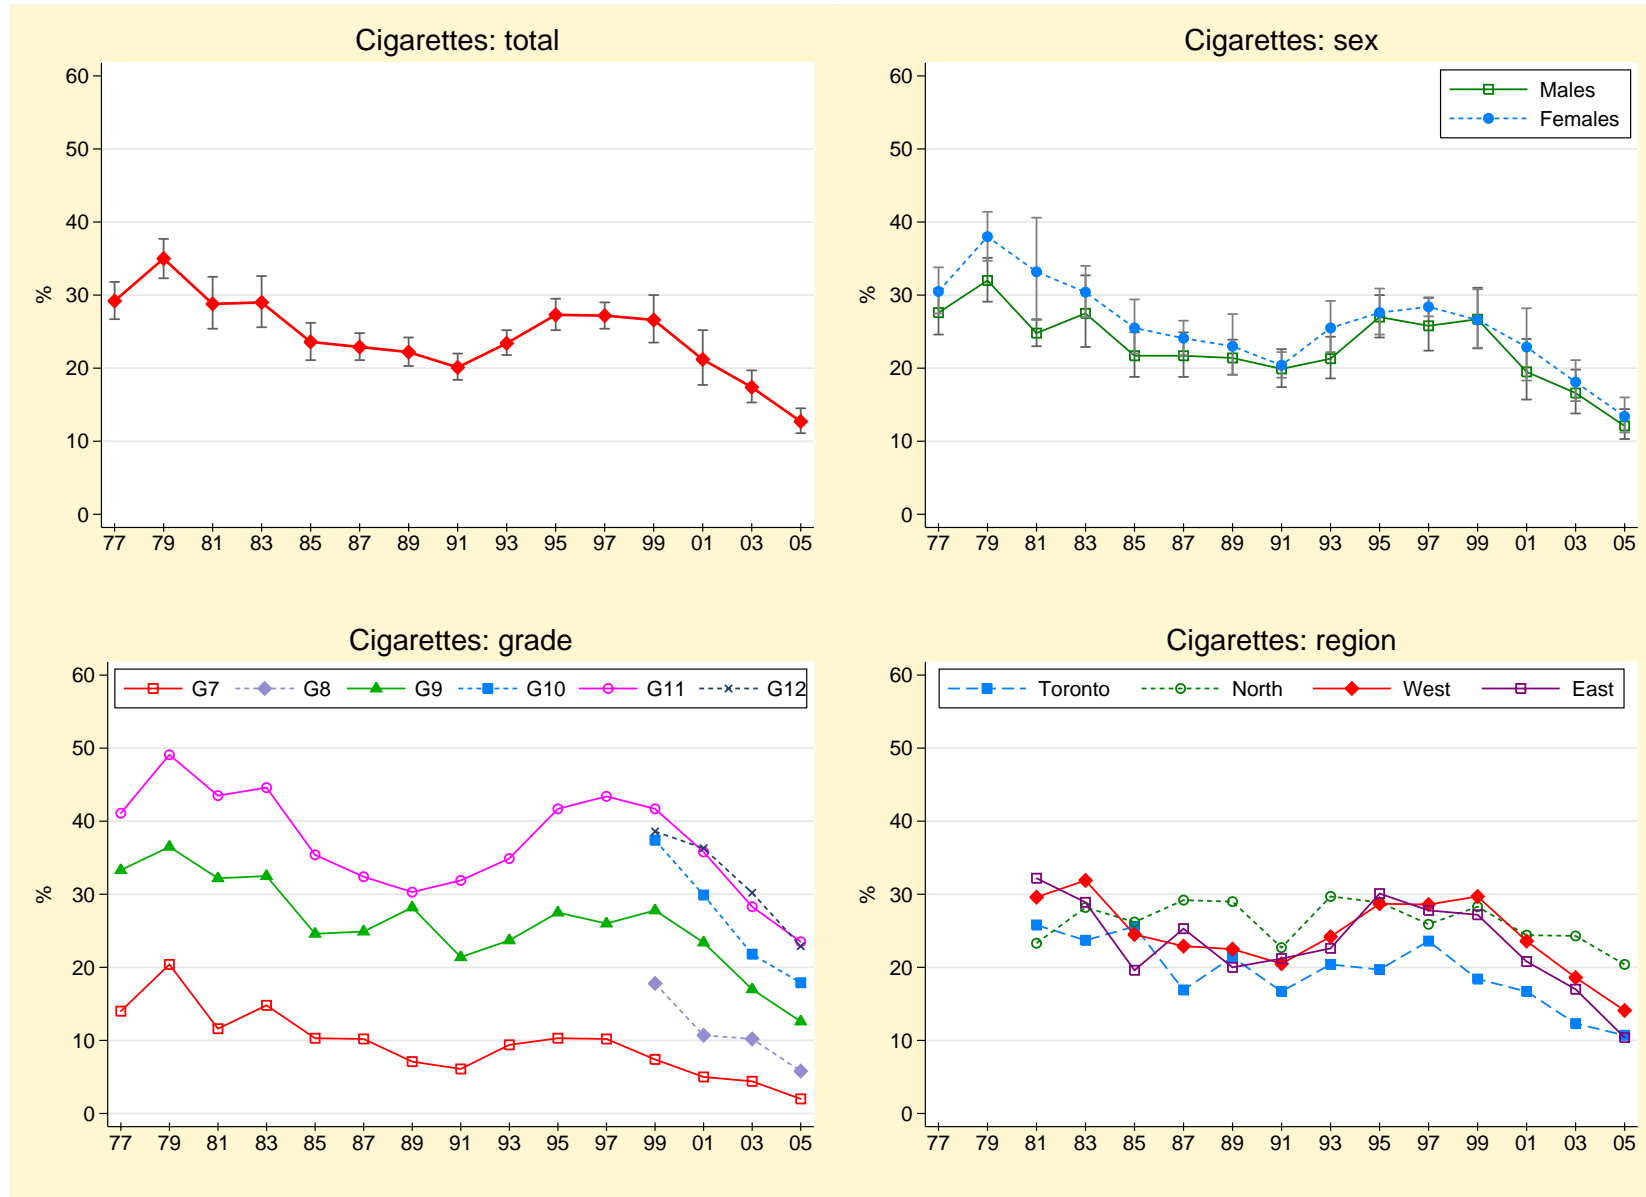 Cigarettes: total
60
50
40
30
20
10
0
%
77 79 81 83 85 87 89 91 93 95 97 99 01 03 05
Cigarettes: sex
Males
Females
60
50
40
30
20
10
0
%
77 79 81 83 85 87 89 91 93 95 97 99 01 03 05
Cigarettes: grade
G7 G8 G9 G10 G11 G12
60
50
40
30
20
10
0
%
77 79 81 83 85 87 89 91 93 95 97 99 01 03 05
Cigarettes: region
Toronto North West East
60
50
40
30
20
10
0
%
77 79 81 83 85 87 89 91 93 95 97 99 01 03 05